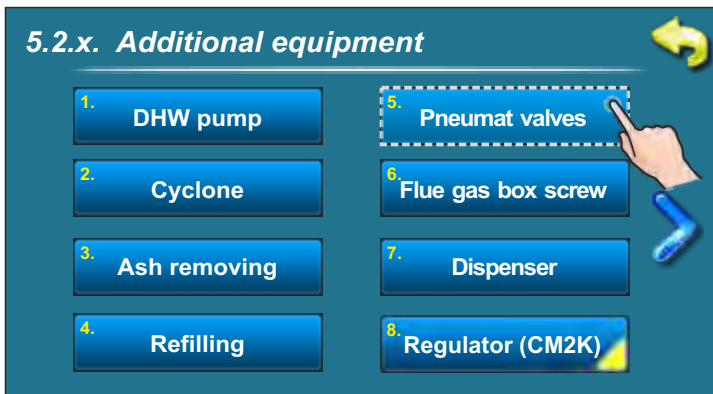 5.2.x. Additional equipment
1. DHW pump
2. Cyclone
3. Ash removing
4. Refilling
5. Pneumat valves
6. Flue gas box screw
7. Dispenser
8. Regulator (CM2K)